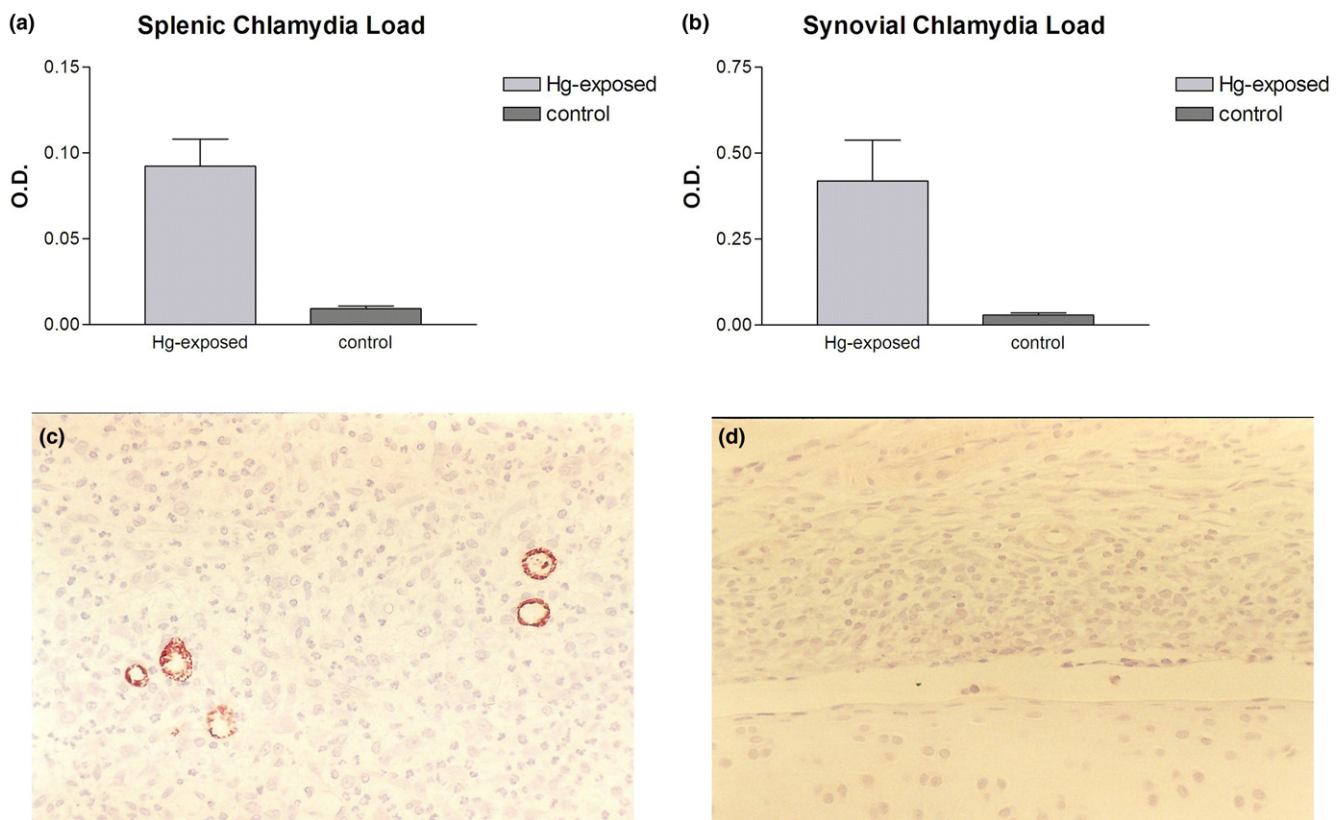 (a)
Splenic Chlamydia Load
O.D.
0.15
0.10
0.05
0.00
Hg-exposed
control
Hg-exposed
control
(b)
Synovial Chlamydia Load
O.D.
0.75
0.50
0.25
0.00
Hg-exposed
control
Hg-exposed
control
(c)
(d)